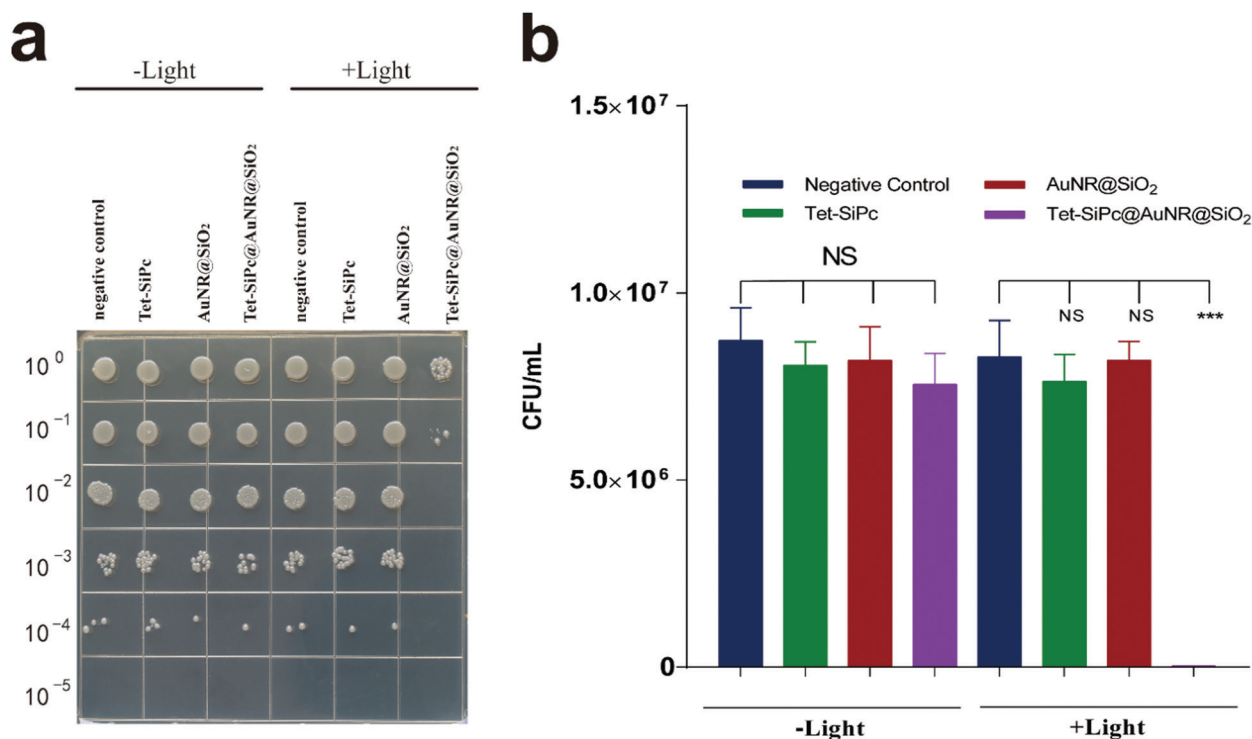 a
-Light
+Light
negative control
Tet-SiPc
AuNR@SiO₂
Tet-SiPc@AuNR@SiO₂
negative control
Tet-SiPc
AuNR@SiO₂
Tet-SiPc@AuNR@SiO₂
10⁰
10⁻¹
10⁻²
10⁻³
10⁻⁴
10⁻⁵
b
CFU/mL
1.5×10⁷
1.0×10⁷
5.0×10⁶
0
Negative Control
AuNR@SiO₂
Tet-SiPc
Tet-SiPc@AuNR@SiO₂
NS
NS
NS
***
-Light
+Light